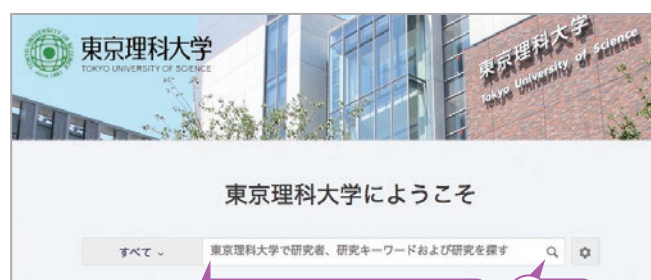 東京理科大学
TOKYO UNIVERSITY OF SCIENCE
東京理科大学
Tokyo University of Science
東京理科大学にようこそ
すべて
東京理科大学で研究者、研究キーワードおよび研究を探す